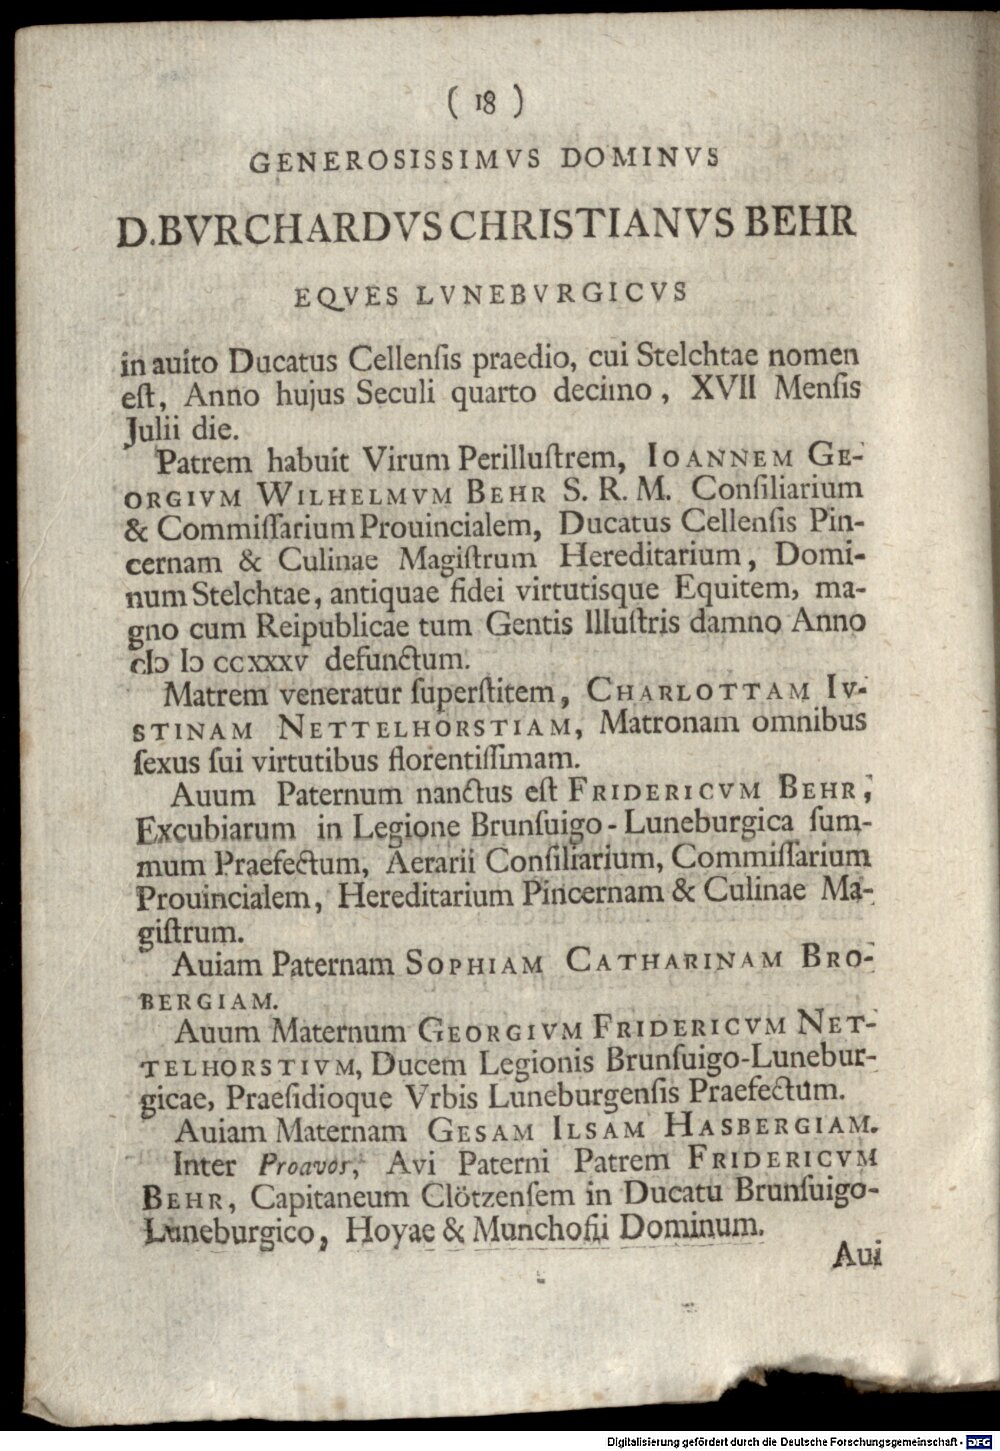 ( 18 )
GENEROSISSIMVS DOMINVS
D. BVRCHARDVS CHRISTIANVS BEHR
EQVES LVNEBVRGICVS
in auito Ducatus Cellenſis praedio, cui Stelchtae nomen
eſt, Anno hujus Seculi quarto decimo, XVII Menſis
Julii die.
Patrem habuit Virum Perilluſtrem, IOANNEM GE-
ORGIVM WILHELMVM BEHR S. R. M. Conſiliarium
& Commiſſarium Prouincialem, Ducatus Cellenſis Pin-
cernam & Culinae Magiſtrum Hereditarium, Domi-
num Stelchtae, antiquae fidei virtutisque Equitem, ma-
gno cum Reipublicae tum Gentis Illuſtris damno Anno
cIↄ Iↄ ccxxxv defunctum.
Matrem veneratur ſuperſtitem, CHARLOTTAM IV-
STINAM NETTELHORSTIAM, Matronam omnibus
ſexus ſui virtutibus florentiſſimam.
Auum Paternum nanctus eſt FRIDERICVM BEHR,
Excubiarum in Legione Brunſuigo-Luneburgica ſum-
mum Praefectum, Aerarii Conſiliarium, Commiſſarium
Prouincialem, Hereditarium Pincernam & Culinae Ma-
giſtrum.
Auiam Paternam SOPHIAM CATHARINAM BRO-
BERGIAM.
Auum Maternum GEORGIVM FRIDERICVM NET-
TELHORSTIVM, Ducem Legionis Brunſuigo-Lunebur-
gicae, Praeſidioque Vrbis Luneburgenſis Praefectum.
Auiam Maternam GESAM ILSAM HASBERGIAM.
Inter Proavos, Avi Paterni Patrem FRIDERICVM
BEHR, Capitaneum Clötzenſem in Ducatu Brunſuigo-
Luneburgico, Hoyae & Munchofii Dominum.
Aui
Digitalisierung gefördert durch die Deutsche Forschungsgemeinschaft - DFG